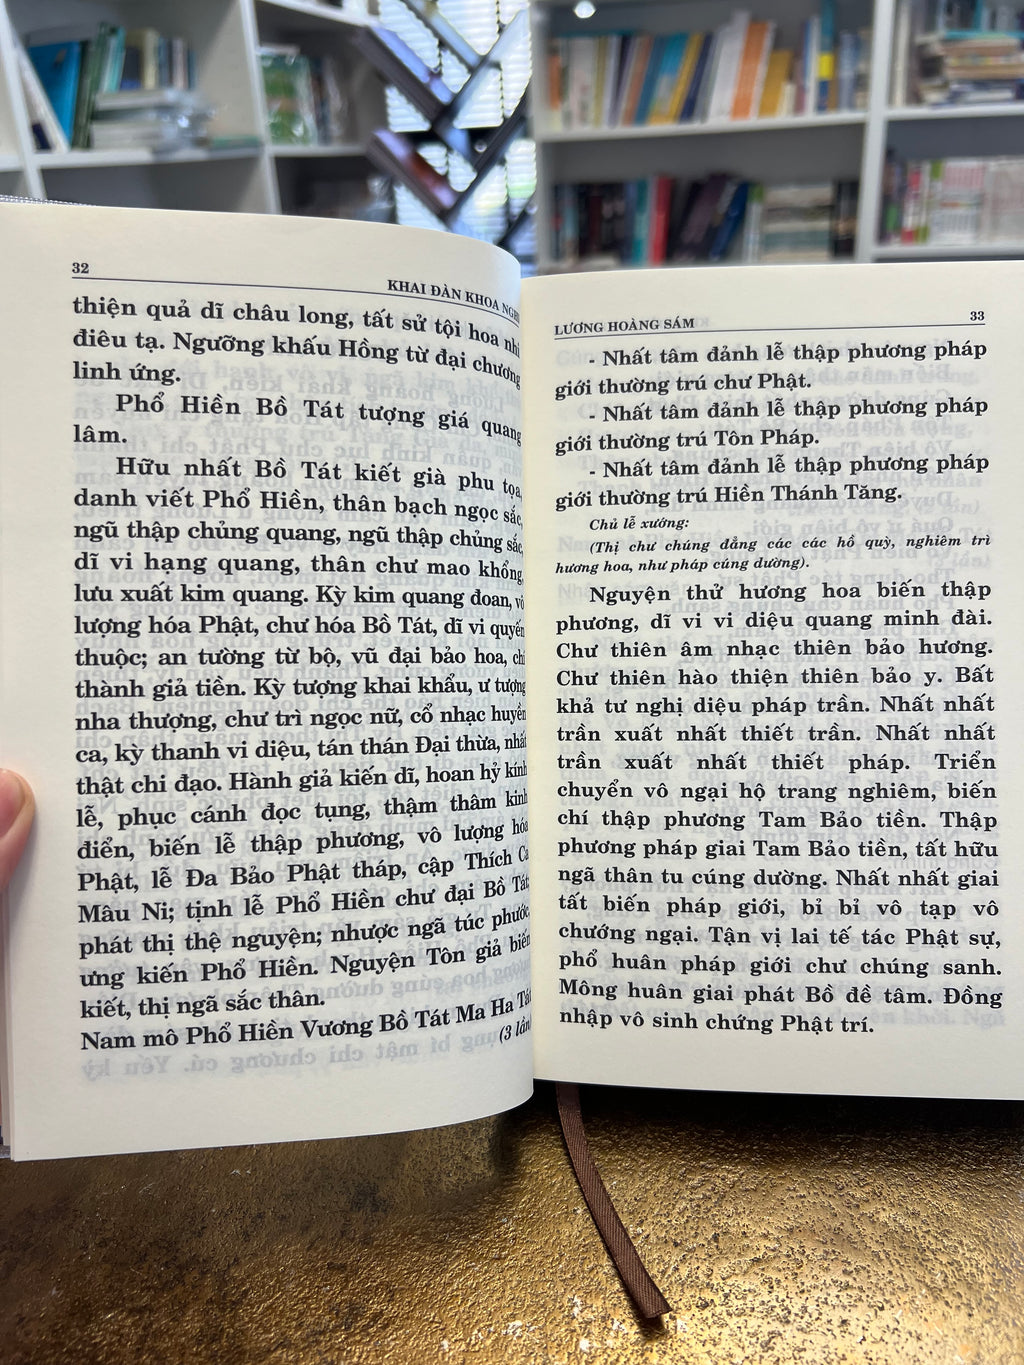 32
KHAI ĐÀN KHOA NGHI
thiện quả dĩ châu long, tất sử tội hoa nhi
điêu tạ. Ngưỡng khấu Hồng từ đại chương
linh ứng.
Phổ Hiền Bồ Tát tượng giá quang
lâm.
Hữu nhất Bồ Tát kiết già phu tọa,
danh viết Phổ Hiền, thân bạch ngọc sắc,
ngũ thập chủng quang, ngũ thập chủng sắc,
dĩ vi hạng quang, thân chư mao khổng,
lưu xuất kim quang. Kỳ kim quang đoan, vô
lượng hóa Phật, chư hóa Bồ Tát, dĩ vi quyến
thuộc; an tường từ bộ, vũ đại bảo hoa, chí
thành giả tiền. Kỳ tượng khai khẩu, ư tượng
nha thượng, chư trì ngọc nữ, cổ nhạc huyền
ca, kỳ thanh vi diệu, tán thán Đại thừa, nhất
thật chi đạo. Hành giả kiến dĩ, hoan hỷ kính
lễ, phục cánh đọc tụng, thậm thâm kinh
điển, biến lễ thập phương, vô lượng hóa
Phật, lễ Đa Bảo Phật tháp, cập Thích Ca
Mâu Ni; tịnh lễ Phổ Hiền chư đại Bồ Tát,
phát thị thệ nguyện; nhược ngã túc phước,
ưng kiến Phổ Hiền. Nguyện Tôn giả biến
kiết, thị ngã sắc thân.
Nam mô Phổ Hiền Vương Bồ Tát Ma Ha Tát
(3 lần)
LƯƠNG HOÀNG SÁM
33
- Nhất tâm đảnh lễ thập phương pháp
giới thường trú chư Phật.
- Nhất tâm đảnh lễ thập phương pháp
giới thường trú Tôn Pháp.
- Nhất tâm đảnh lễ thập phương pháp
giới thường trú Hiền Thánh Tăng.
Chủ lễ xướng:
(Thị chư chúng đẳng các các hồ quỳ, nghiêm trì
hương hoa, như pháp cúng dường).
Nguyện thử hương hoa biến thập
phương, dĩ vi vi diệu quang minh đài.
Chư thiên âm nhạc thiên bảo hương.
Chư thiên hào thiện thiên bảo y. Bất
khả tư nghị diệu pháp trần. Nhất nhất
trần xuất nhất thiết trần. Nhất nhất
trần xuất nhất thiết pháp. Triển
chuyển vô ngại hộ trang nghiêm, biến
chí thập phương Tam Bảo tiền. Thập
phương pháp giai Tam Bảo tiền, tất hữu
ngã thân tu cúng dường. Nhất nhất giai
tất biến pháp giới, bỉ bỉ vô tạp vô
chướng ngại. Tận vị lai tế tác Phật sự,
phổ huân pháp giới chư chúng sanh.
Mông huân giai phát Bồ đề tâm. Đồng
nhập vô sinh chứng Phật trí.